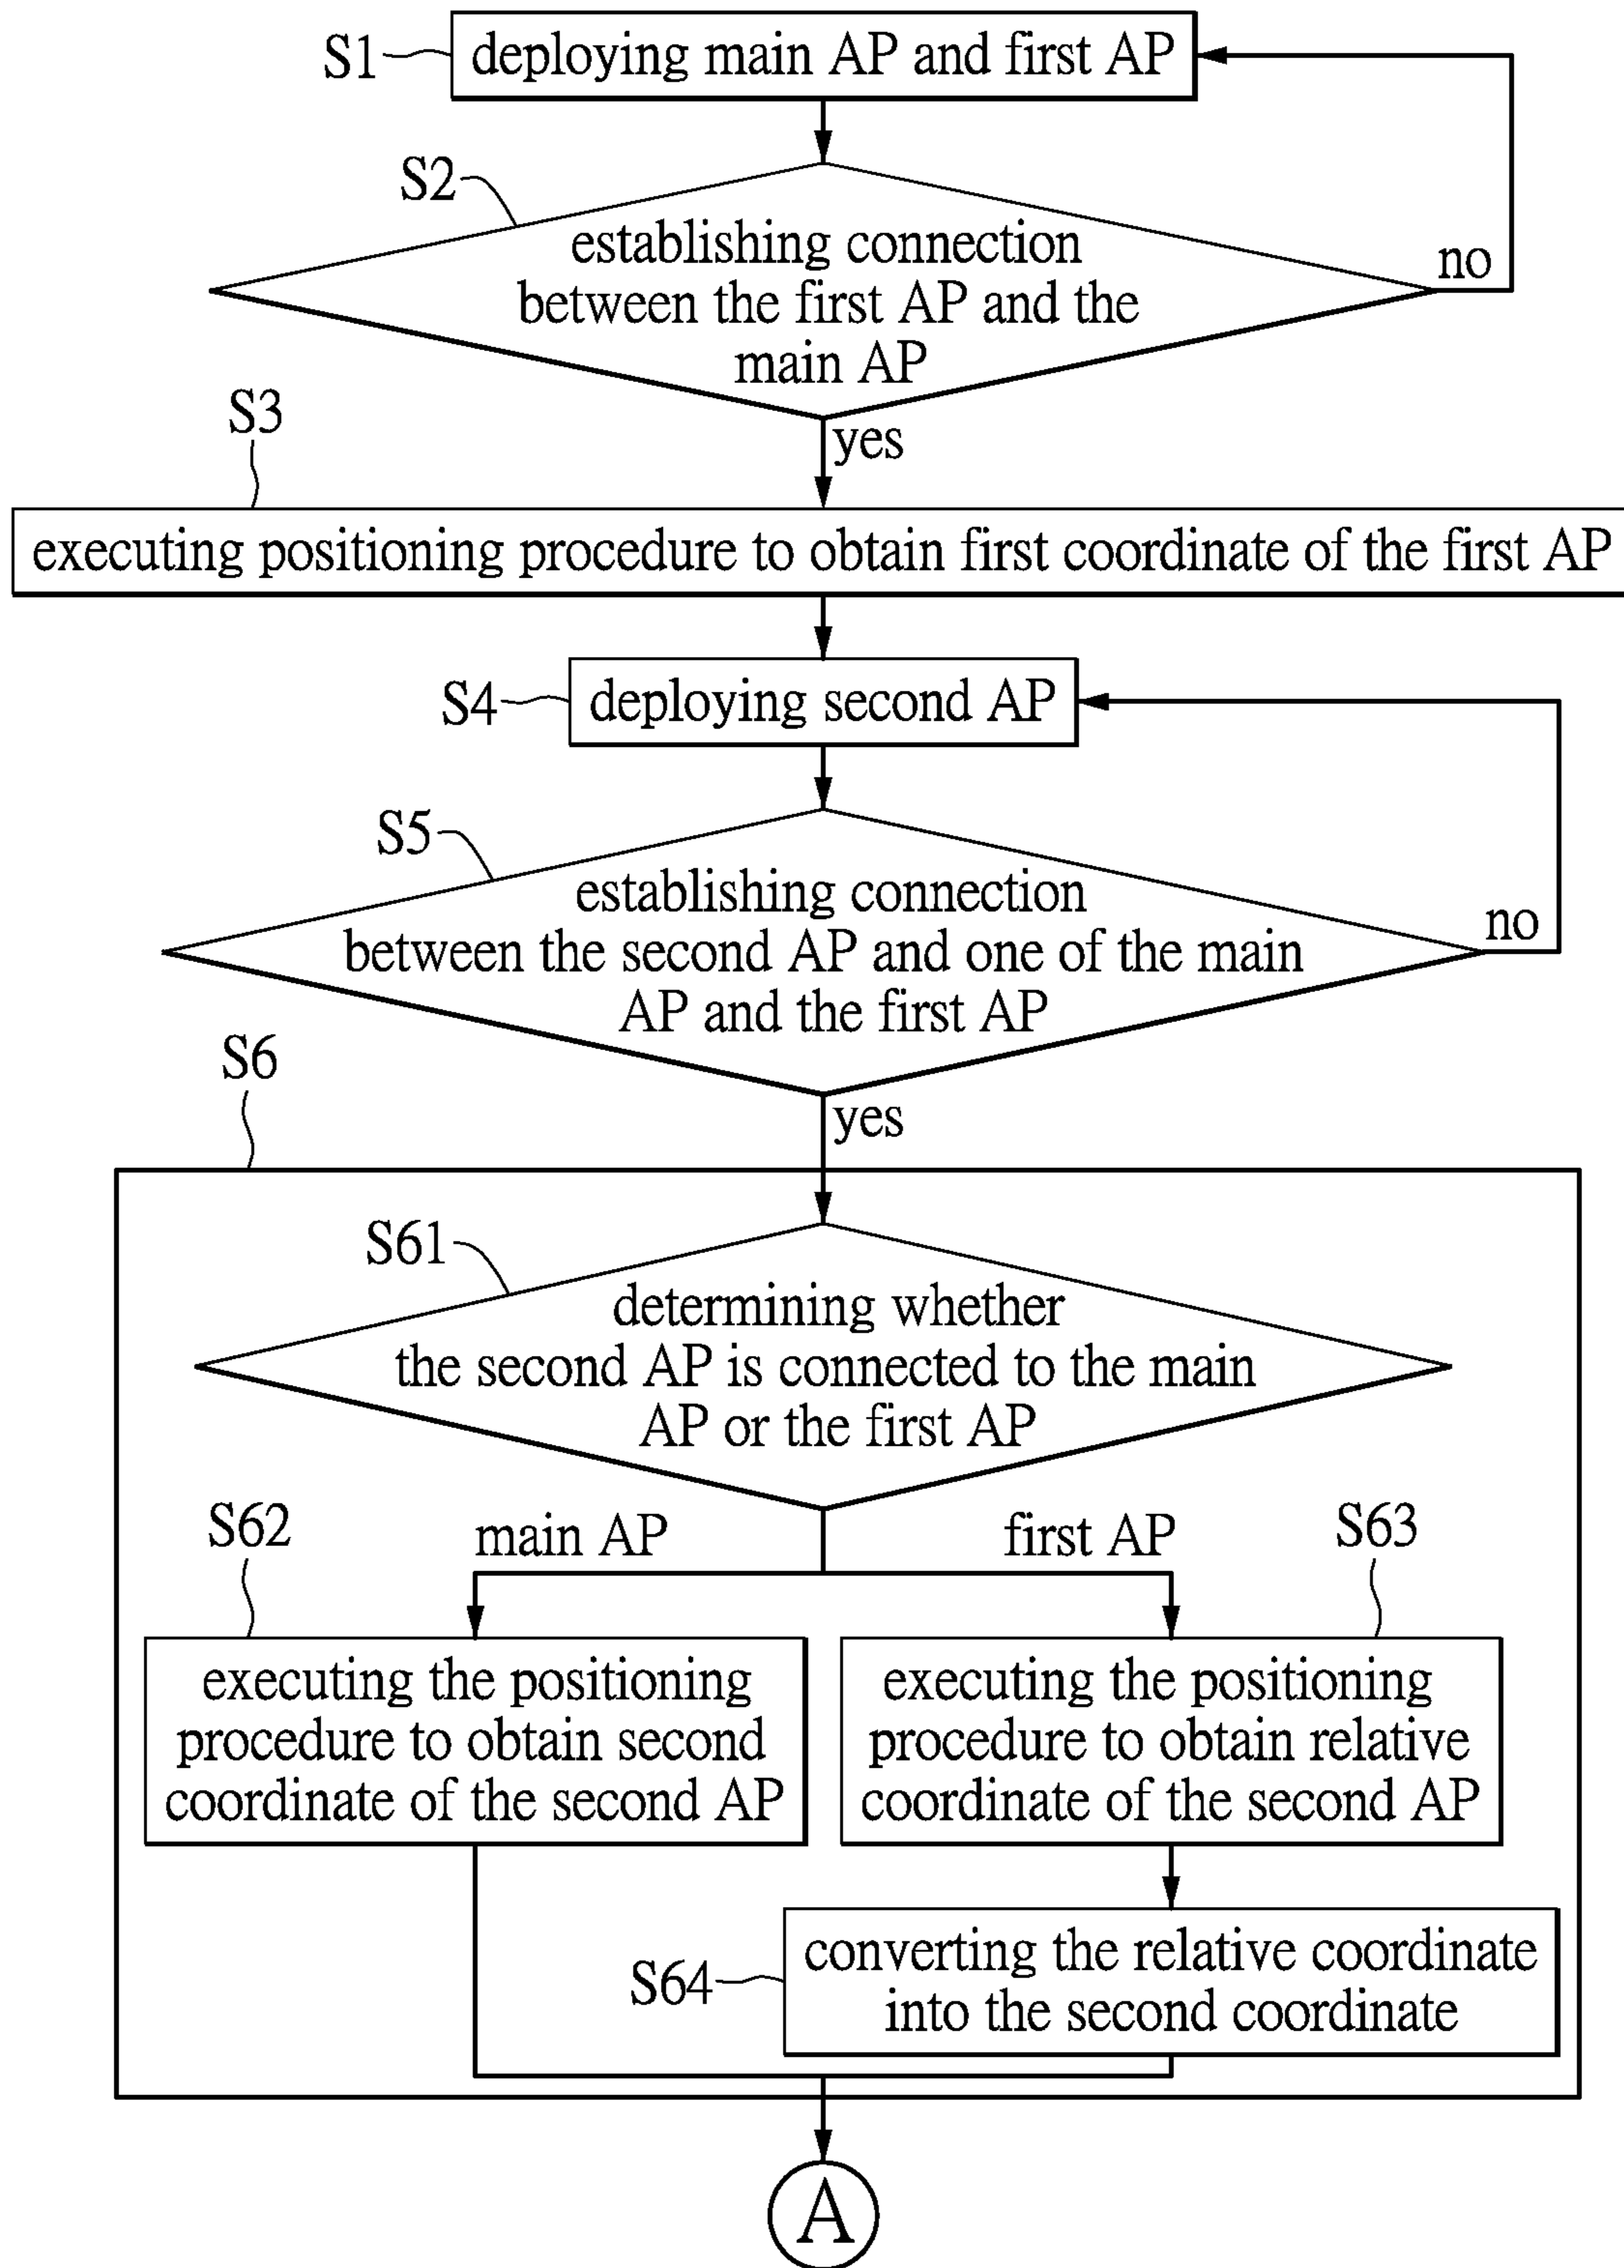 S1
deploying main AP and first AP
S2
establishing connection
between the first AP and the
main AP
no
yes
S3
executing positioning procedure to obtain first coordinate of the first AP
S4
deploying second AP
S5
establishing connection
between the second AP and one of the main
AP and the first AP
no
yes
S6
S61
determining whether
the second AP is connected to the main
AP or the first AP
main AP
first AP
S62
executing the positioning
procedure to obtain second
coordinate of the second AP
S63
executing the positioning
procedure to obtain relative
coordinate of the second AP
S64
converting the relative coordinate
into the second coordinate
A